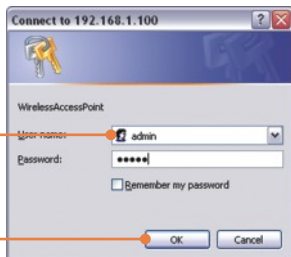 Connect to 192.168.1.100
WirelessAccessPoint
User name:
admin
Password:
•••••
Remember my password
OK
Cancel